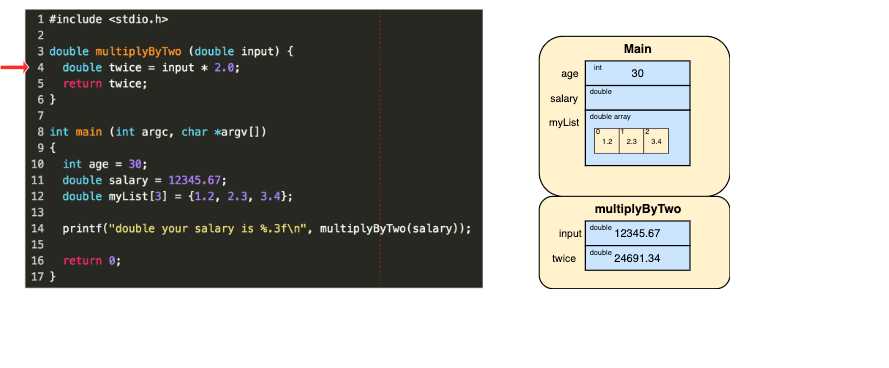 1 #include <stdio.h>
2
3 double multiplyByTwo (double input) {
4   double twice = input * 2.0;
5   return twice;
6 }
7
8 int main (int argc, char *argv[])
9 {
10   int age = 30;
11   double salary = 12345.67;
12   double myList[3] = {1.2, 2.3, 3.4};
13
14   printf("double your salary is %.3f\n", multiplyByTwo(salary));
15
16   return 0;
17 }
Main
age int 30
salary double
myList double array
0 1 2
1.2 2.3 3.4
multiplyByTwo
input double 12345.67
twice double 24691.34